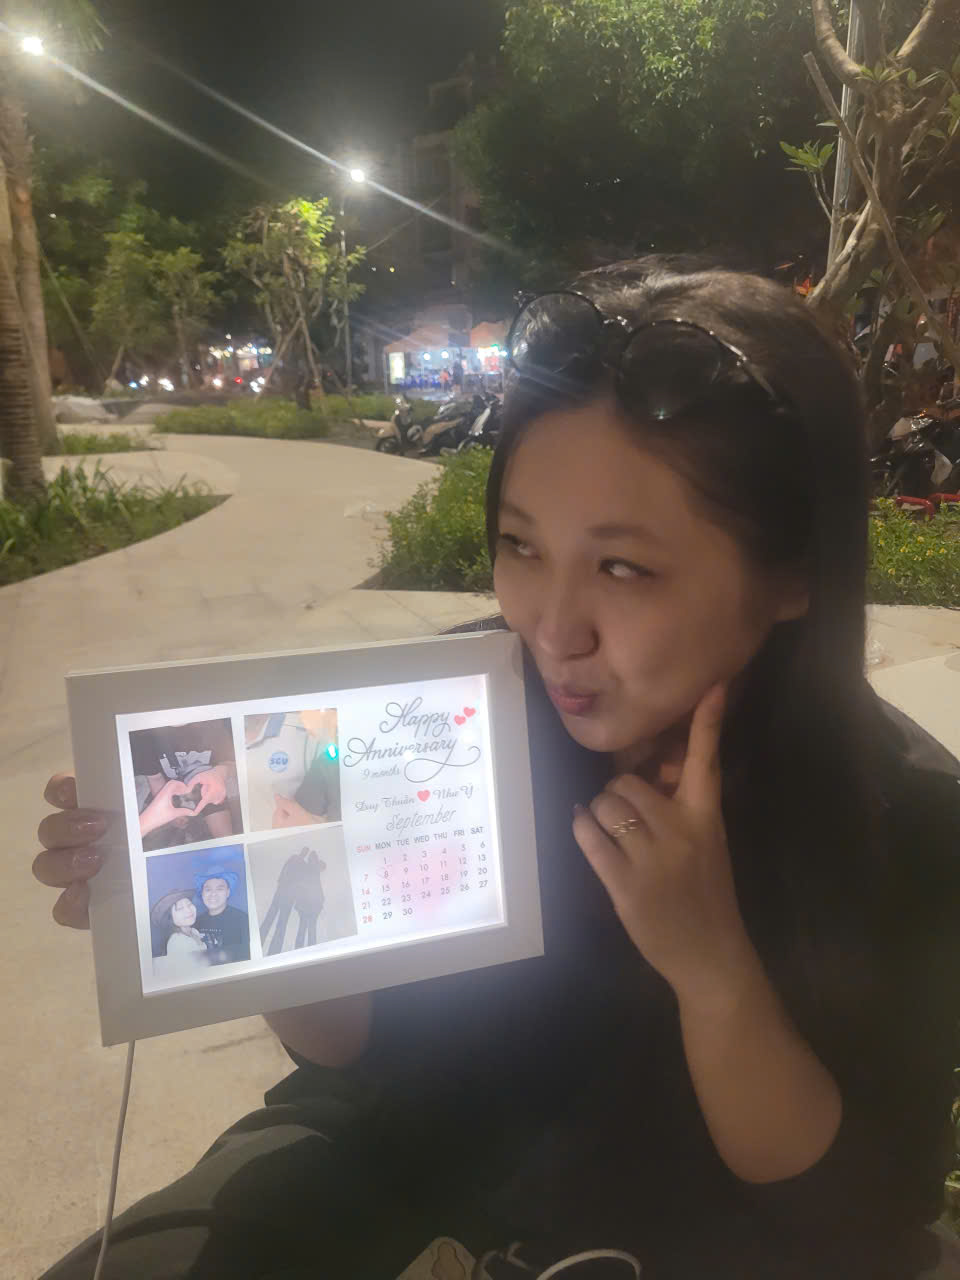 SGU
Happy
Anniversary
9 months
Duy Thuần ❤ Như Ý
September
SUN MON TUE WED THU FRI SAT
1 2 3 4 5 6
7 8 9 10 11 12 13
14 15 16 17 18 19 20
21 22 23 24 25 26 27
28 29 30